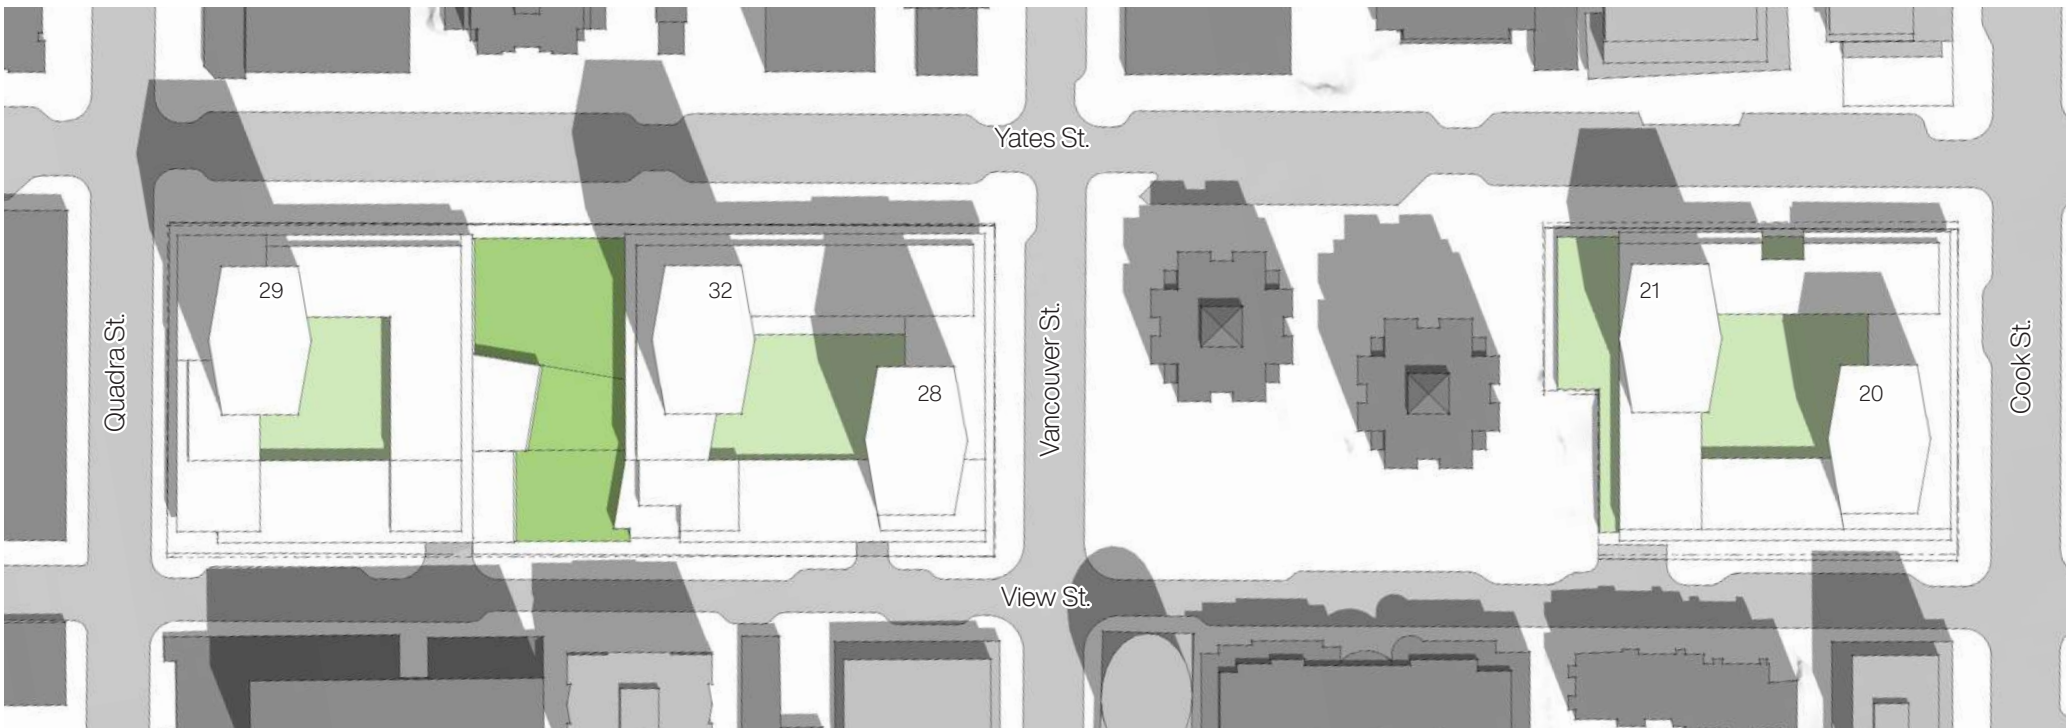 Yates St.
29
32
21
28
20
Quadra St.
Vancouver St.
Cook St.
View St.